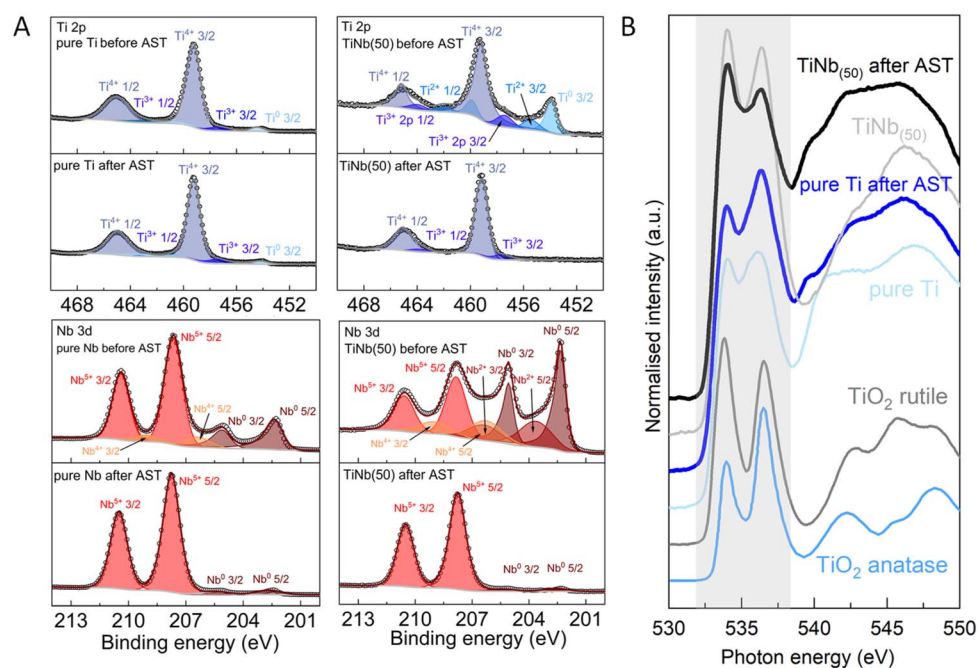 A
Ti 2p
pure Ti before AST
Ti⁴⁺ 3/2
Ti⁴⁺ 1/2
Ti³⁺ 1/2
Ti³⁺ 3/2
Ti⁰ 3/2
pure Ti after AST
Ti⁴⁺ 3/2
Ti⁴⁺ 1/2
Ti³⁺ 1/2
Ti³⁺ 3/2
Ti⁰ 3/2
468 464 460 456 452
Ti 2p
TiNb(50) before AST
Ti⁴⁺ 3/2
Ti⁴⁺ 1/2
Ti²⁺ 1/2
Ti²⁺ 3/2
Ti⁰ 3/2
Ti³⁺ 2p 1/2
Ti³⁺ 2p 3/2
TiNb(50) after AST
Ti⁴⁺ 3/2
Ti⁴⁺ 1/2
Ti³⁺ 1/2
Ti³⁺ 3/2
468 464 460 456 452
Nb 3d
pure Nb before AST
Nb⁵⁺ 5/2
Nb⁵⁺ 3/2
Nb⁴⁺ 5/2
Nb⁰ 3/2
Nb⁰ 5/2
Nb⁴⁺ 3/2
pure Nb after AST
Nb⁵⁺ 5/2
Nb⁵⁺ 3/2
Nb⁰ 3/2
Nb⁰ 5/2
213 210 207 204 201
Binding energy (eV)
Nb 3d
TiNb(50) before AST
Nb⁰ 5/2
Nb⁰ 3/2
Nb⁵⁺ 5/2
Nb²⁺ 3/2
Nb⁵⁺ 3/2
Nb²⁺ 5/2
Nb⁴⁺ 3/2
Nb⁴⁺ 5/2
TiNb(50) after AST
Nb⁵⁺ 5/2
Nb⁵⁺ 3/2
Nb⁰ 3/2
Nb⁰ 5/2
213 210 207 204 201
Binding energy (eV)
B
Normalised intensity (a.u.)
TiNb₍₅₀₎ after AST
TiNb₍₅₀₎
pure Ti after AST
pure Ti
TiO₂ rutile
TiO₂ anatase
530 535 540 545 550
Photon energy (eV)